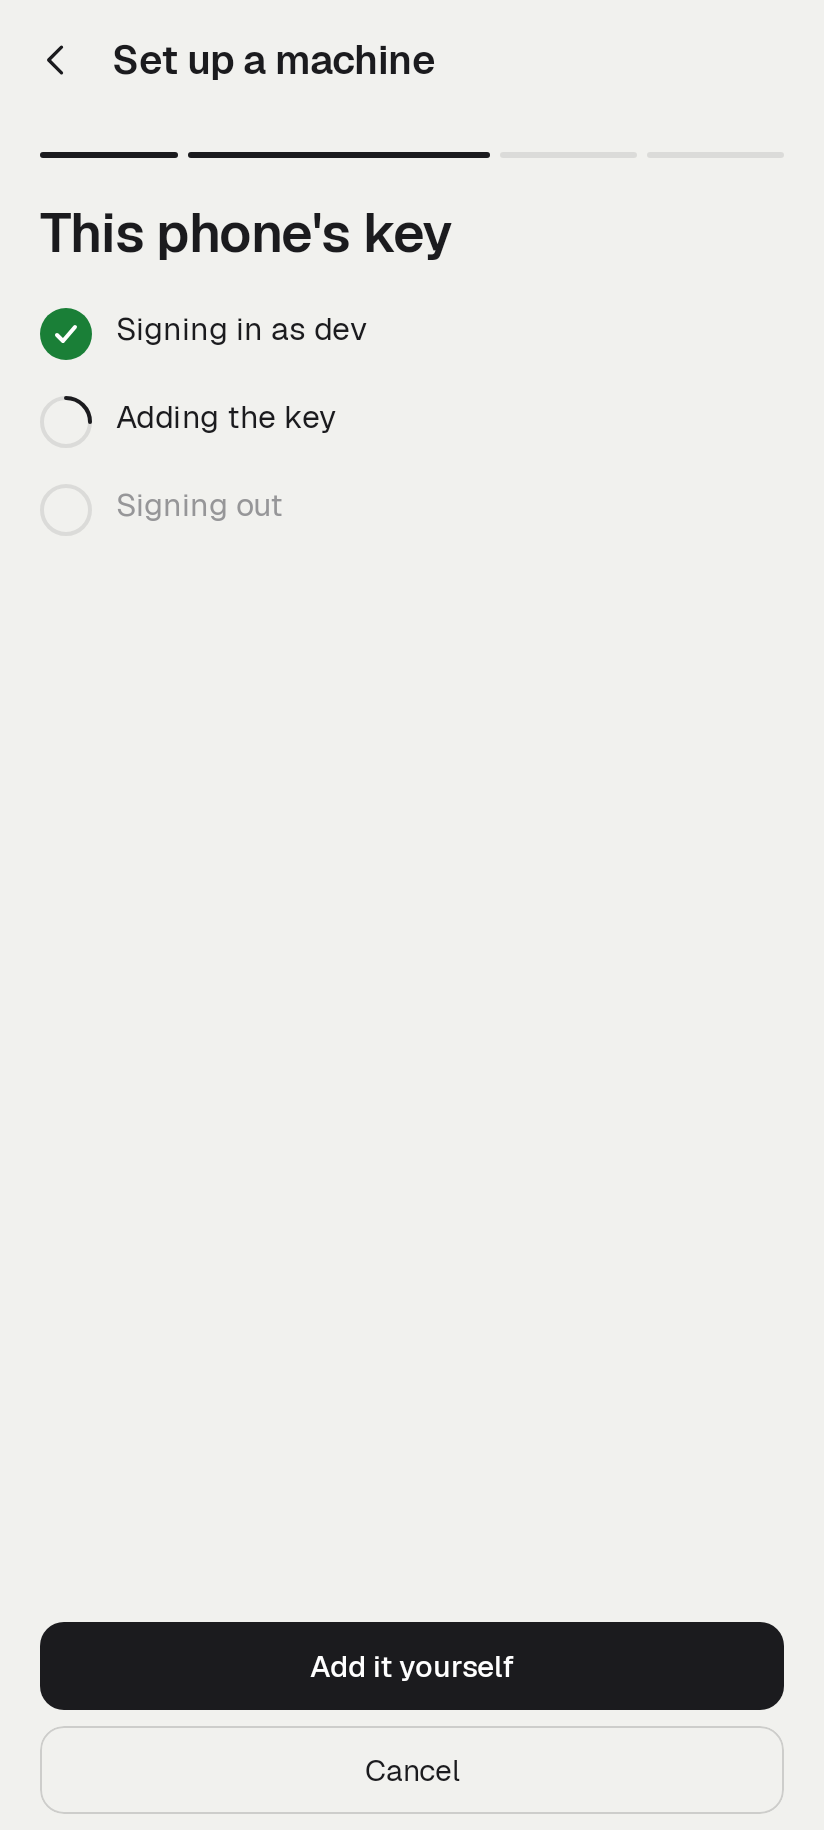 Set up a machine
This phone's key
Signing in as dev
Adding the key
Signing out
Add it yourself
Cancel